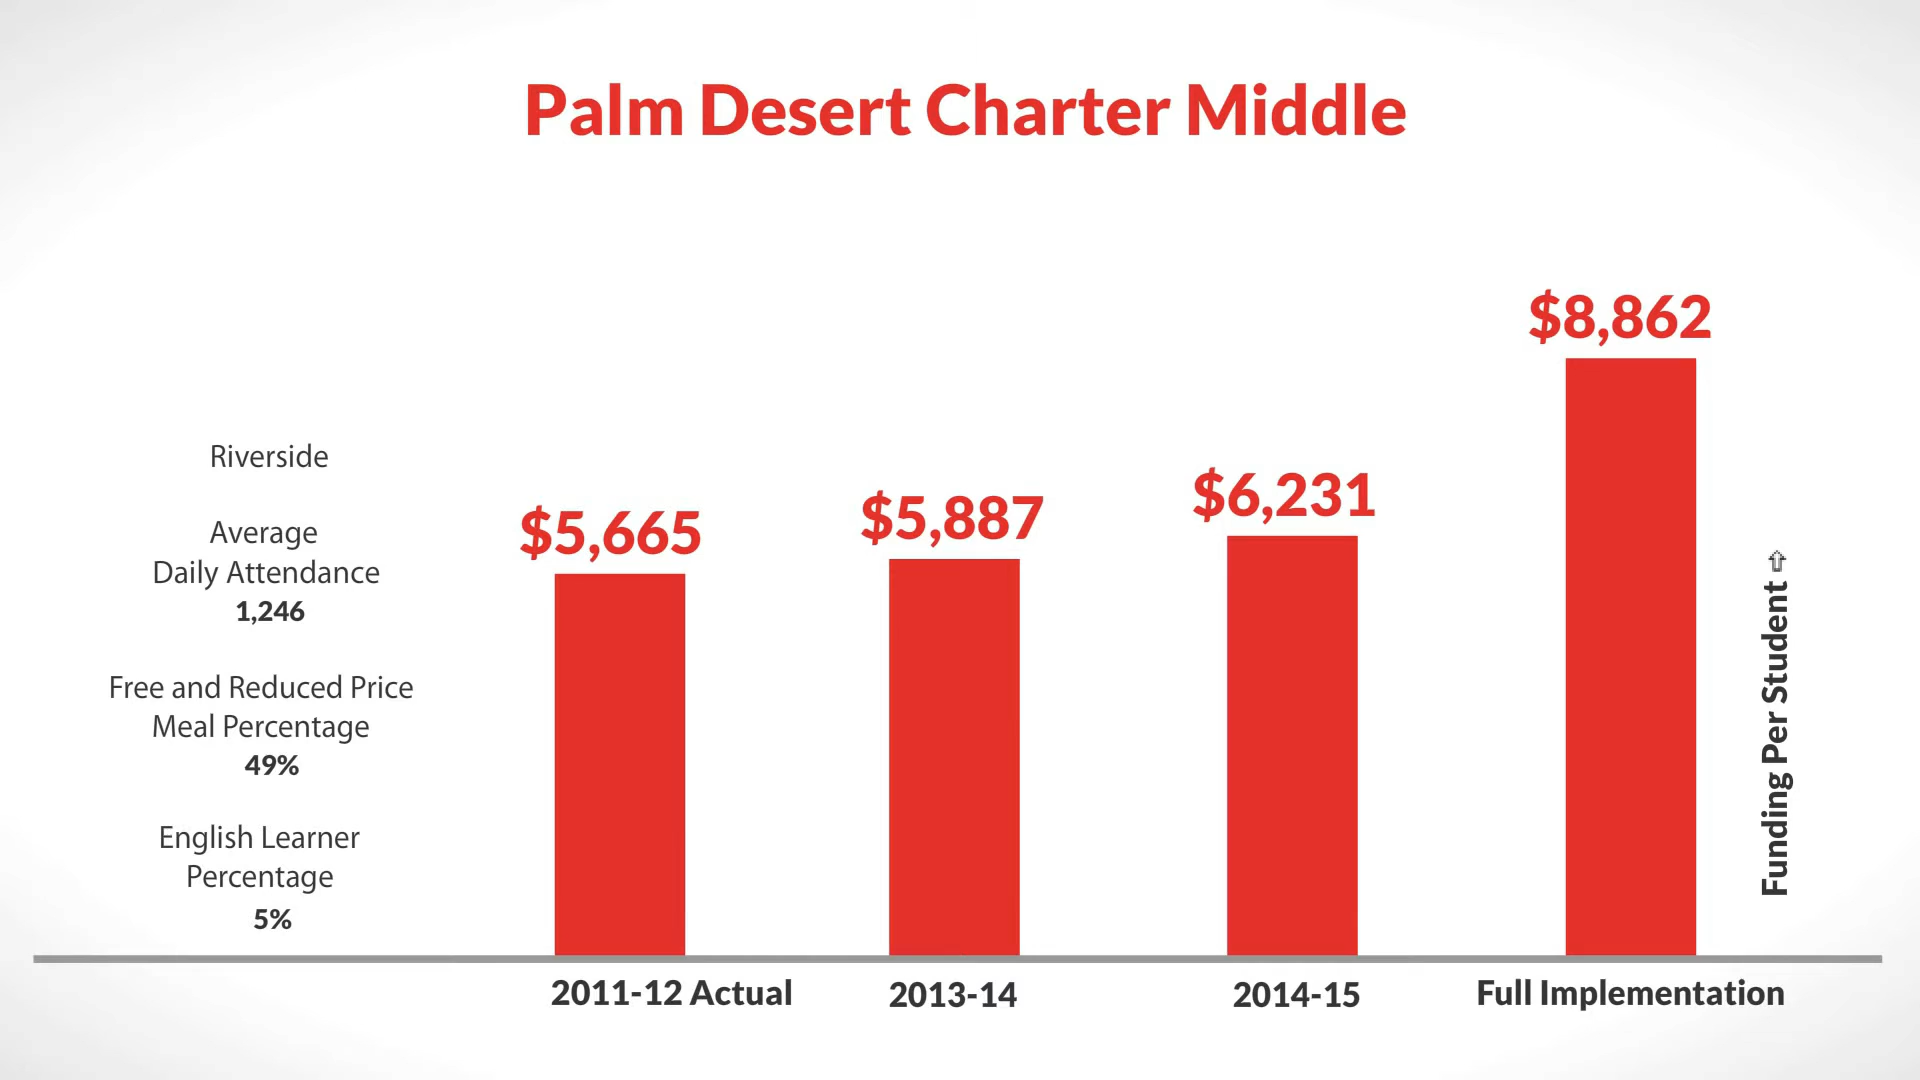 Palm Desert Charter Middle
Riverside
Average
Daily Attendance
1,246
Free and Reduced Price
Meal Percentage
49%
English Learner
Percentage
5%
$5,665
$5,887
$6,231
$8,862
Funding Per Student ⇧
2011-12 Actual
2013-14
2014-15
Full Implementation